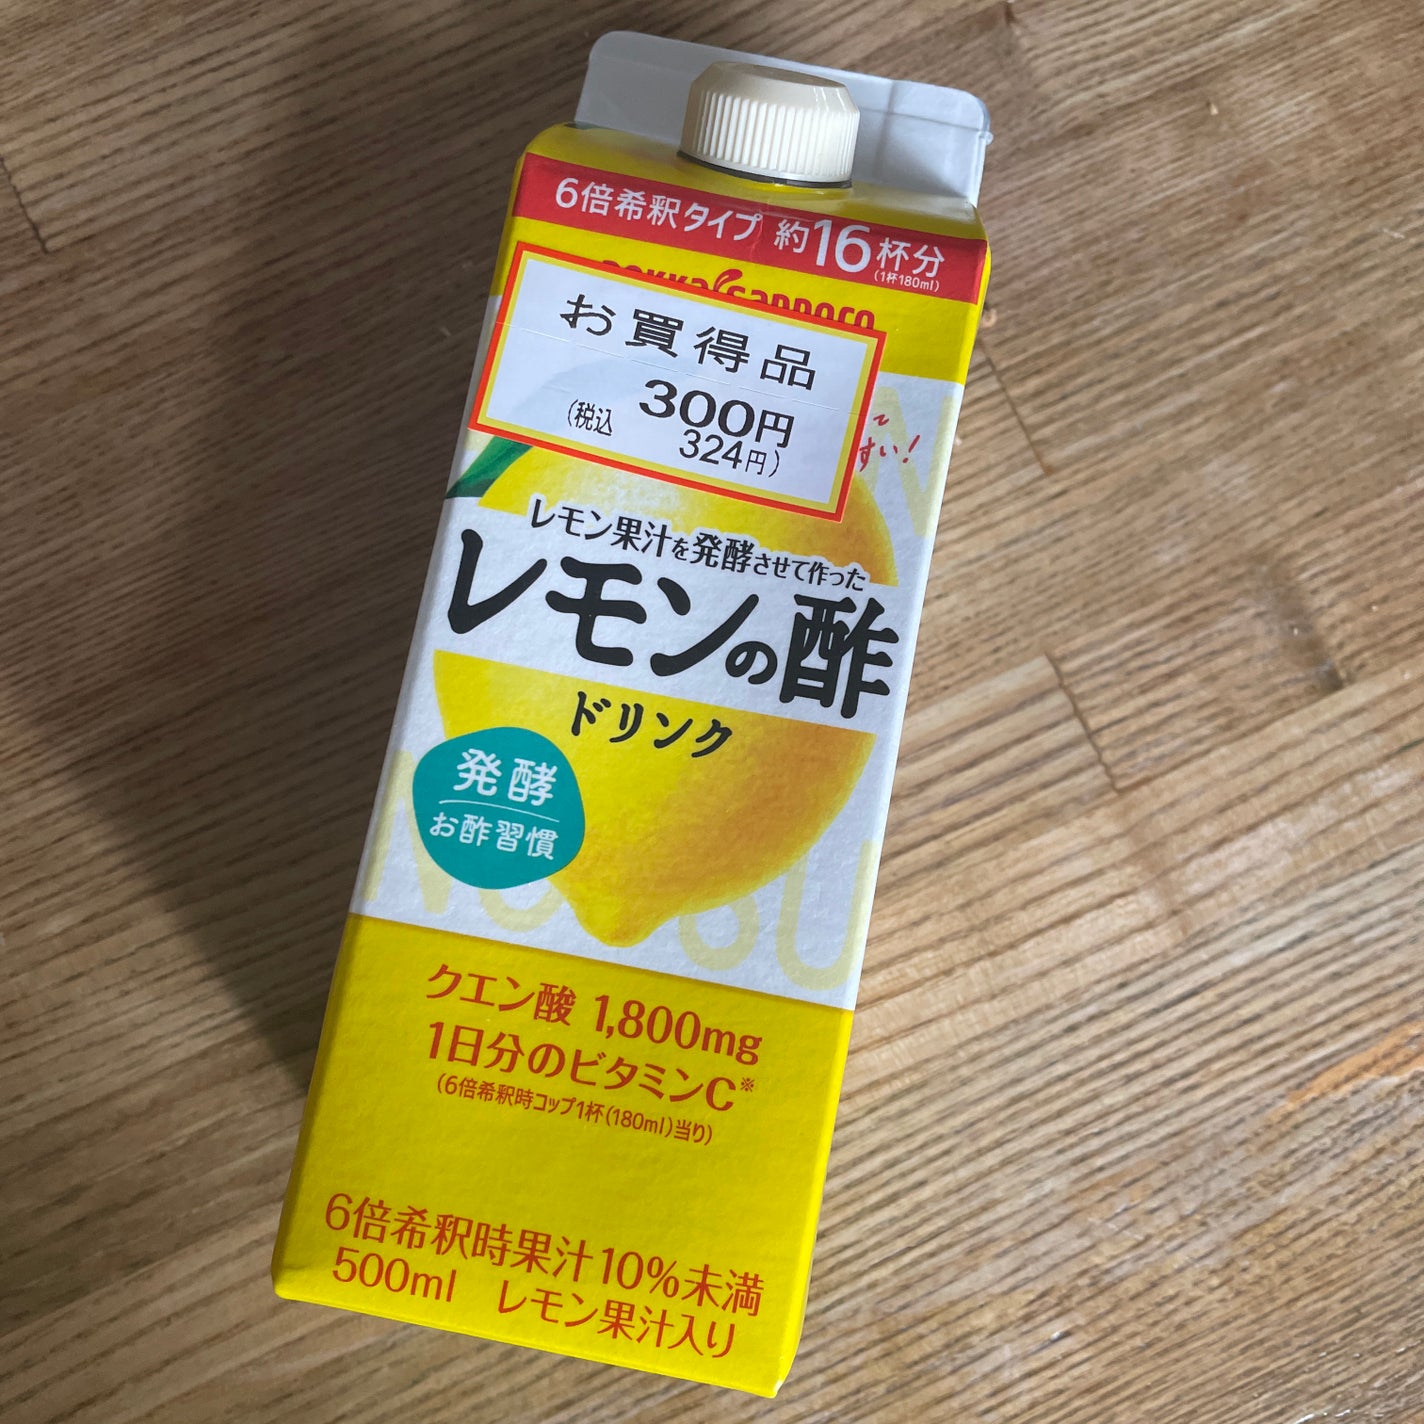 6倍希釈タイプ 約16杯分
(1杯180ml)
お買得品
300円
(税込 324円)
すい!
レモン果汁を発酵させて作った
レモンの酢
ドリンク
発酵
お酢習慣
クエン酸 1,800mg
1日分のビタミンC※
(6倍希釈時コップ1杯(180ml)当り)
6倍希釈時果汁10%未満
500ml レモン果汁入り